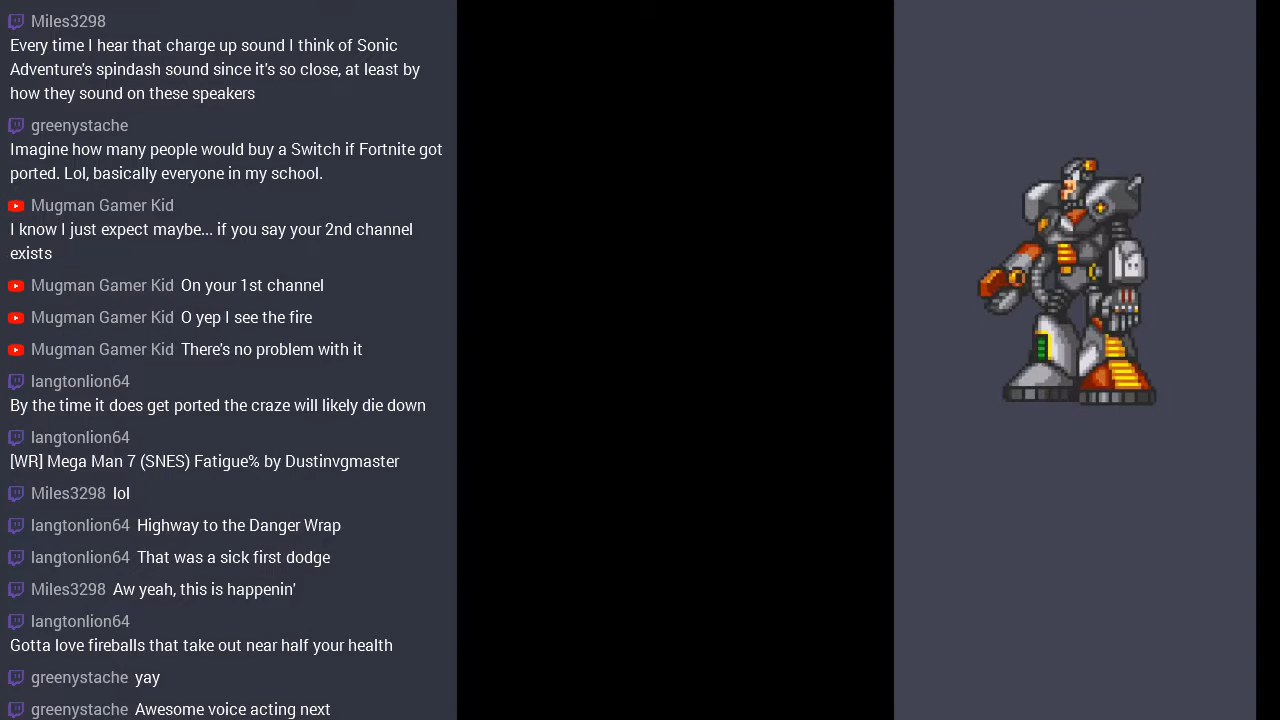 Miles3298
Every time I hear that charge up sound I think of Sonic
Adventure's spindash sound since it's so close, at least by
how they sound on these speakers
greenystache
Imagine how many people would buy a Switch if Fortnite got
ported. Lol, basically everyone in my school.
Mugman Gamer Kid
I know I just expect maybe... if you say your 2nd channel
exists
Mugman Gamer Kid On your 1st channel
Mugman Gamer Kid O yep I see the fire
Mugman Gamer Kid There's no problem with it
langtonlion64
By the time it does get ported the craze will likely die down
langtonlion64
[WR] Mega Man 7 (SNES) Fatigue% by Dustinvgmaster
Miles3298 lol
langtonlion64 Highway to the Danger Wrap
langtonlion64 That was a sick first dodge
Miles3298 Aw yeah, this is happenin'
langtonlion64
Gotta love fireballs that take out near half your health
greenystache yay
greenystache Awesome voice acting next